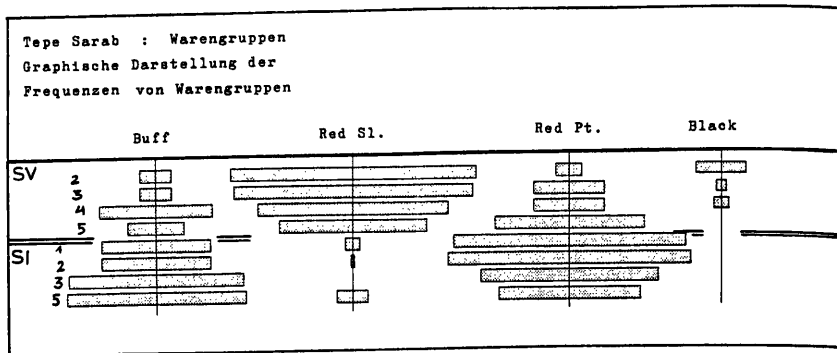 Tepe Sarab : Warengruppen
Graphische Darstellung der
Frequenzen von Warengruppen
Buff Red Sl. Red Pt. Black
SV
2
3
4
5
SI
1
2
3
5